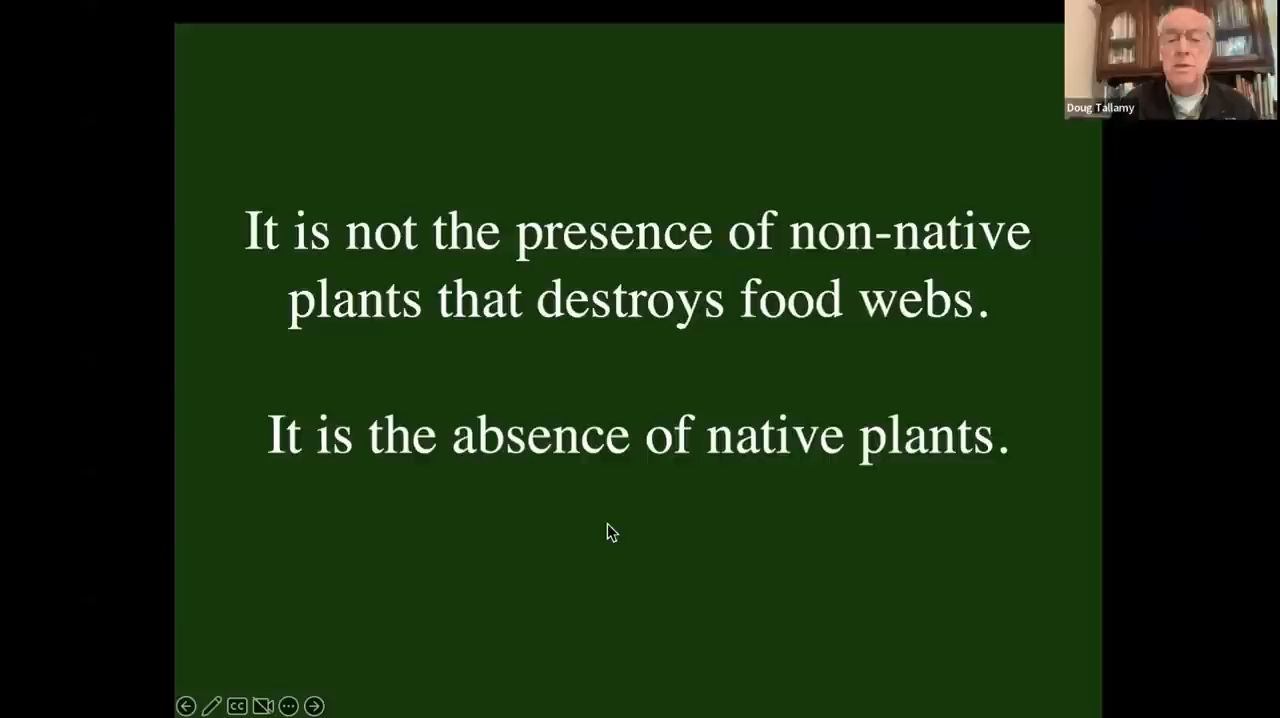 Doug Tallamy
It is not the presence of non-native
plants that destroys food webs.
It is the absence of native plants.
CC